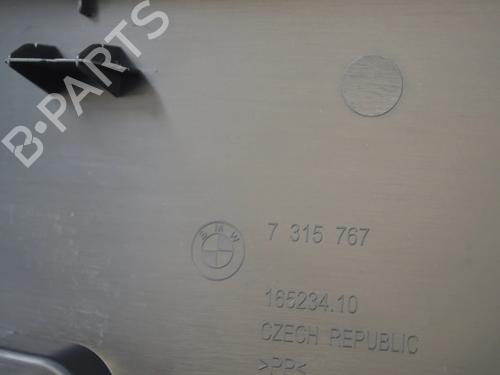 B-PARTS
BMW
7 315 767
165234.10
CZECH REPUBLIC
>PP<